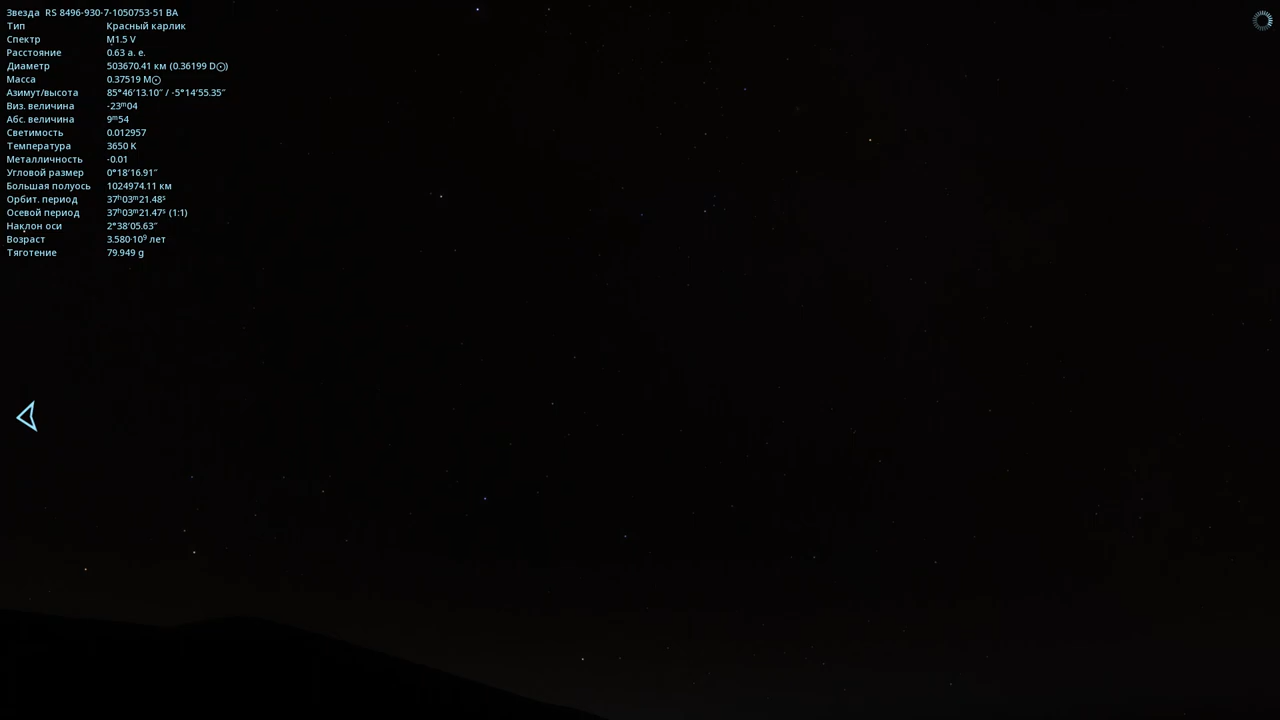 Звезда RS 8496-930-7-1050753-51 BA
Тип Красный карлик
Спектр M1.5 V
Расстояние 0.63 а. е.
Диаметр 503670.41 км (0.36199 D☉)
Масса 0.37519 M☉
Азимут/высота 85°46′13.10″ / -5°14′55.35″
Виз. величина -23ᵐ04
Абс. величина 9ᵐ54
Светимость 0.012957
Температура 3650 K
Металличность -0.01
Угловой размер 0°18′16.91″
Большая полуось 1024974.11 км
Орбит. период 37ʰ03ᵐ21.48ˢ
Осевой период 37ʰ03ᵐ21.47ˢ (1:1)
Наклон оси 2°38′05.63″
Возраст 3.580·10⁹ лет
Тяготение 79.949 g